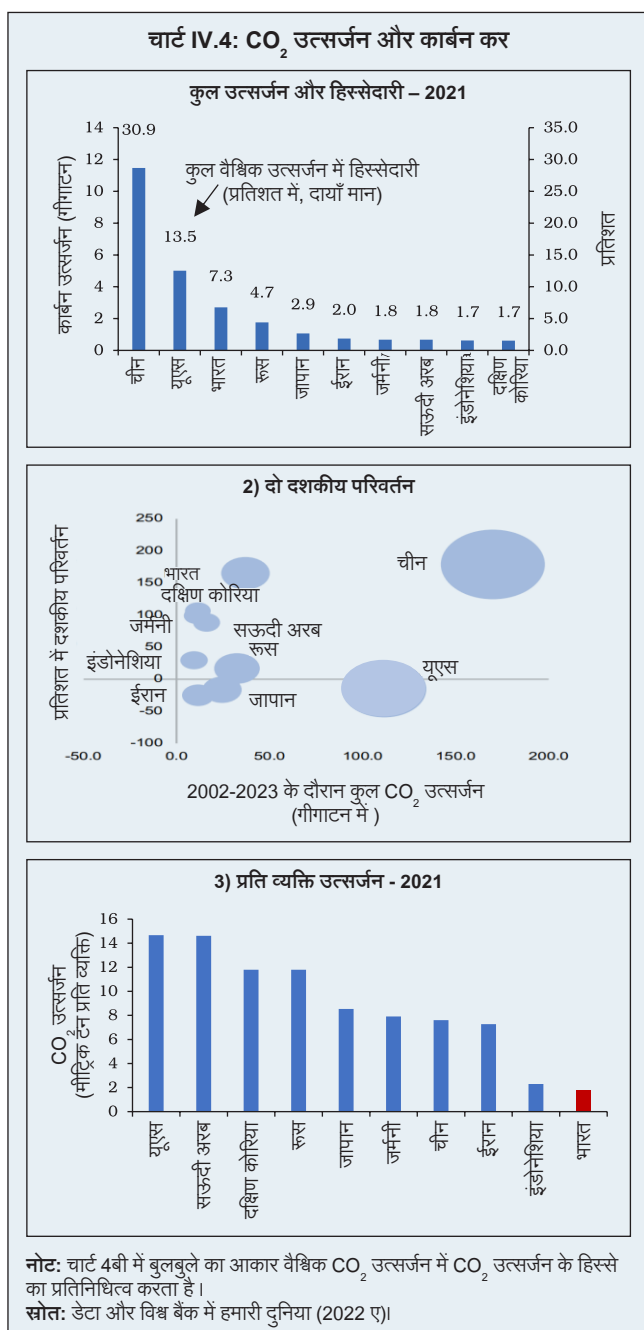 चार्ट IV.4: CO₂ उत्सर्जन और कार्बन कर
कुल उत्सर्जन और हिस्सेदारी – 2021
कार्बन उत्सर्जन (गीगाटन)
14
12
10
8
6
4
2
0
30.9
13.5
7.3
4.7
2.9
2.0
1.8
1.8
1.7
1.7
कुल वैश्विक उत्सर्जन में हिस्सेदारी
(प्रतिशत में, दायाँ मान)
35.0
30.0
25.0
20.0
15.0
10.0
5.0
0.0
प्रतिशत
चीन
यूएस
भारत
रूस
जापान
ईरान
जर्मनी
सऊदी अरब
इंडोनेशिया
दक्षिण
कोरिया
2) दो दशकीय परिवर्तन
प्रतिशत में दशकीय परिवर्तन
250
200
150
100
50
0
-50
-100
भारत
दक्षिण कोरिया
जर्मनी
सऊदी अरब
रूस
इंडोनेशिया
ईरान
जापान
चीन
यूएस
-50.0
0.0
50.0
100.0
150.0
200.0
2002-2023 के दौरान कुल CO₂ उत्सर्जन
(गीगाटन में )
3) प्रति व्यक्ति उत्सर्जन - 2021
CO₂ उत्सर्जन
(मीट्रिक टन प्रति व्यक्ति)
16
14
12
10
8
6
4
2
0
यूएस
सऊदी अरब
दक्षिण कोरिया
रूस
जापान
जर्मनी
चीन
ईरान
इंडोनेशिया
भारत
नोट: चार्ट 4बी में बुलबुले का आकार वैश्विक CO₂ उत्सर्जन में CO₂ उत्सर्जन के हिस्से
का प्रतिनिधित्व करता है।
स्रोत: डेटा और विश्व बैंक में हमारी दुनिया (2022 ए)।